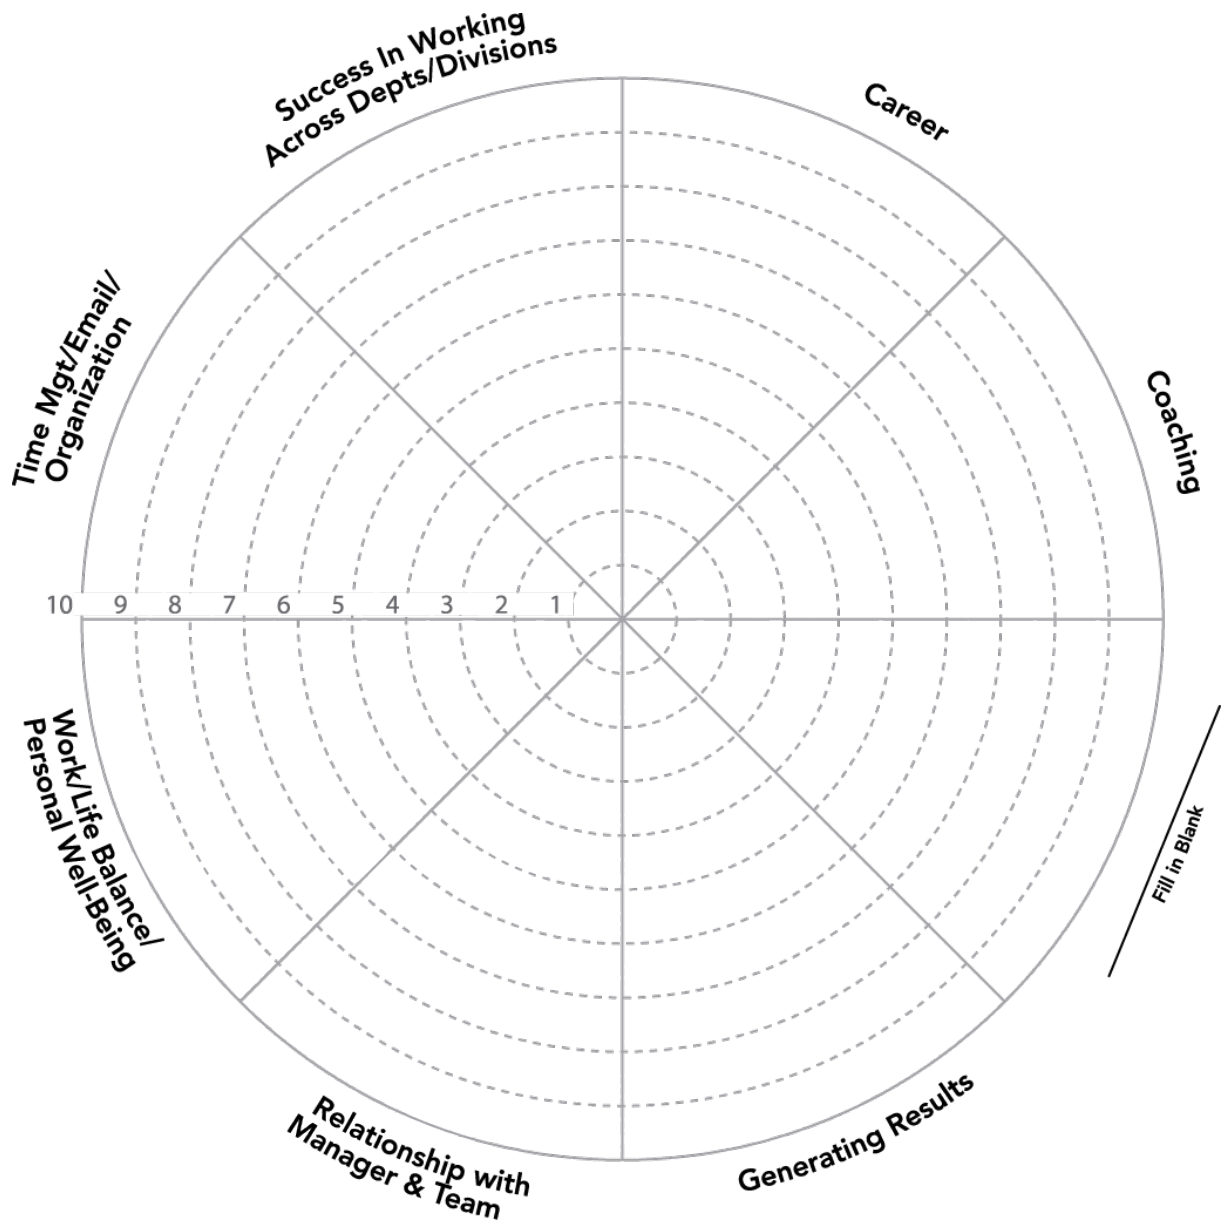 Success In Working
Across Depts/Divisions
Career
Coaching
Fill in Blank
Generating Results
Relationship with
Manager & Team
Work/Life Balance/
Personal Well-Being
Time Mgt/Email/
Organization
10 9 8 7 6 5 4 3 2 1